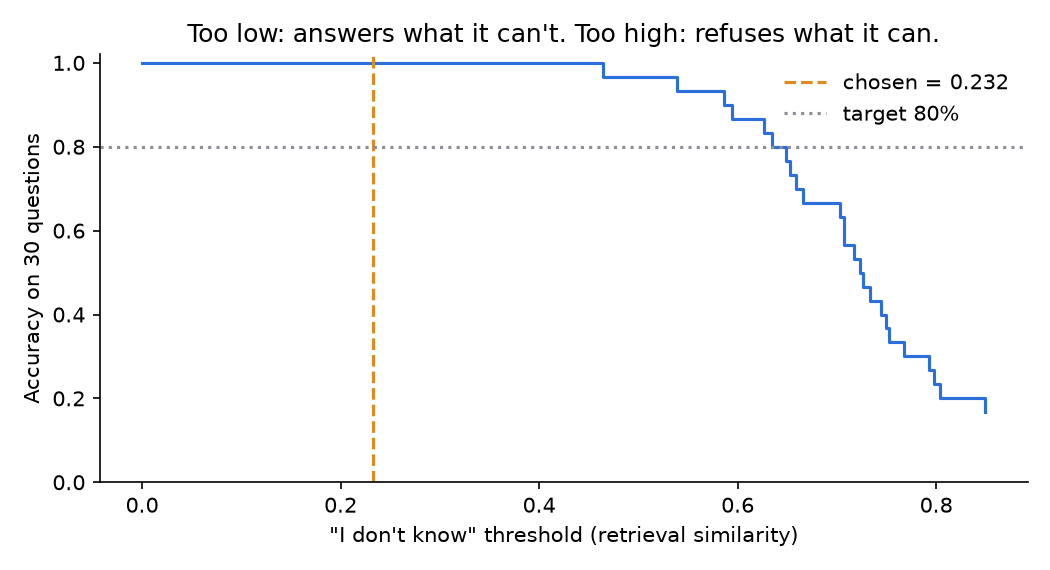 Too low: answers what it can't. Too high: refuses what it can.
chosen = 0.232
target 80%
Accuracy on 30 questions
1.0
0.8
0.6
0.4
0.2
0.0
0.0 0.2 0.4 0.6 0.8
"I don't know" threshold (retrieval similarity)